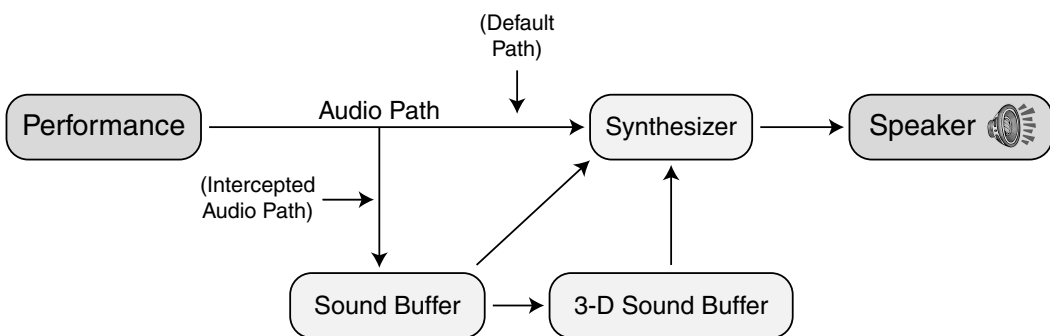 (Default
Path)
Performance
Audio Path
Synthesizer
Speaker
(Intercepted
Audio Path)
Sound Buffer
3-D Sound Buffer